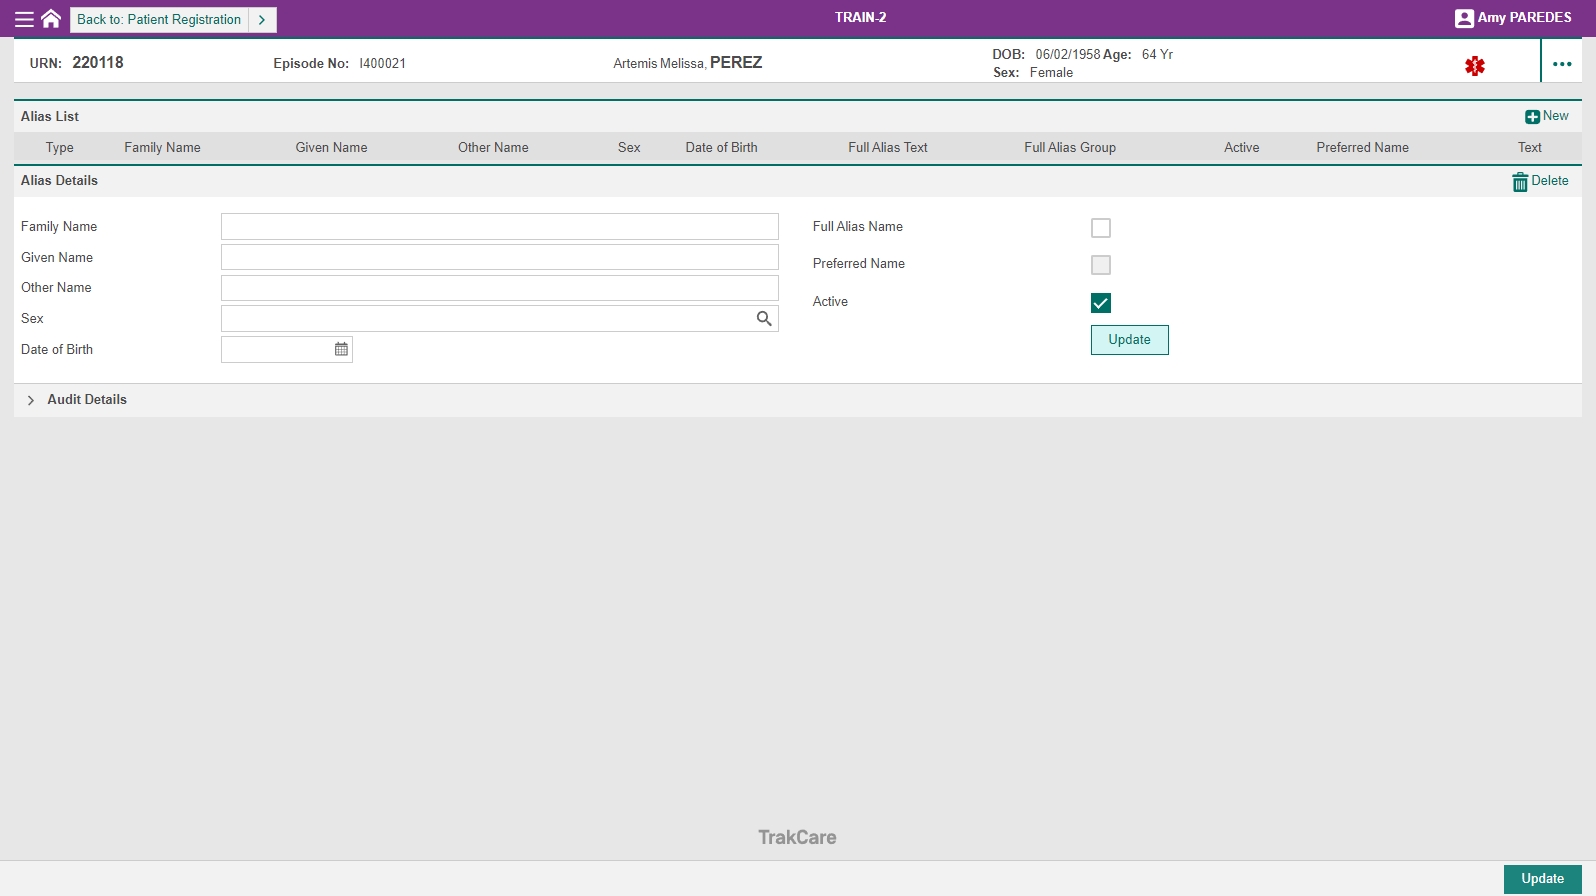 Back to: Patient Registration
TRAIN-2
Amy PAREDES
URN: 220118 Episode No: I400021 Artemis Melissa, PEREZ DOB: 06/02/1958 Age: 64 Yr
Sex: Female
Alias List New
Type Family Name Given Name Other Name Sex Date of Birth Full Alias Text Full Alias Group Active Preferred Name Text
Alias Details Delete
Family Name
Given Name
Other Name
Sex
Date of Birth
Full Alias Name
Preferred Name
Active
Update
Audit Details
TrakCare
Update